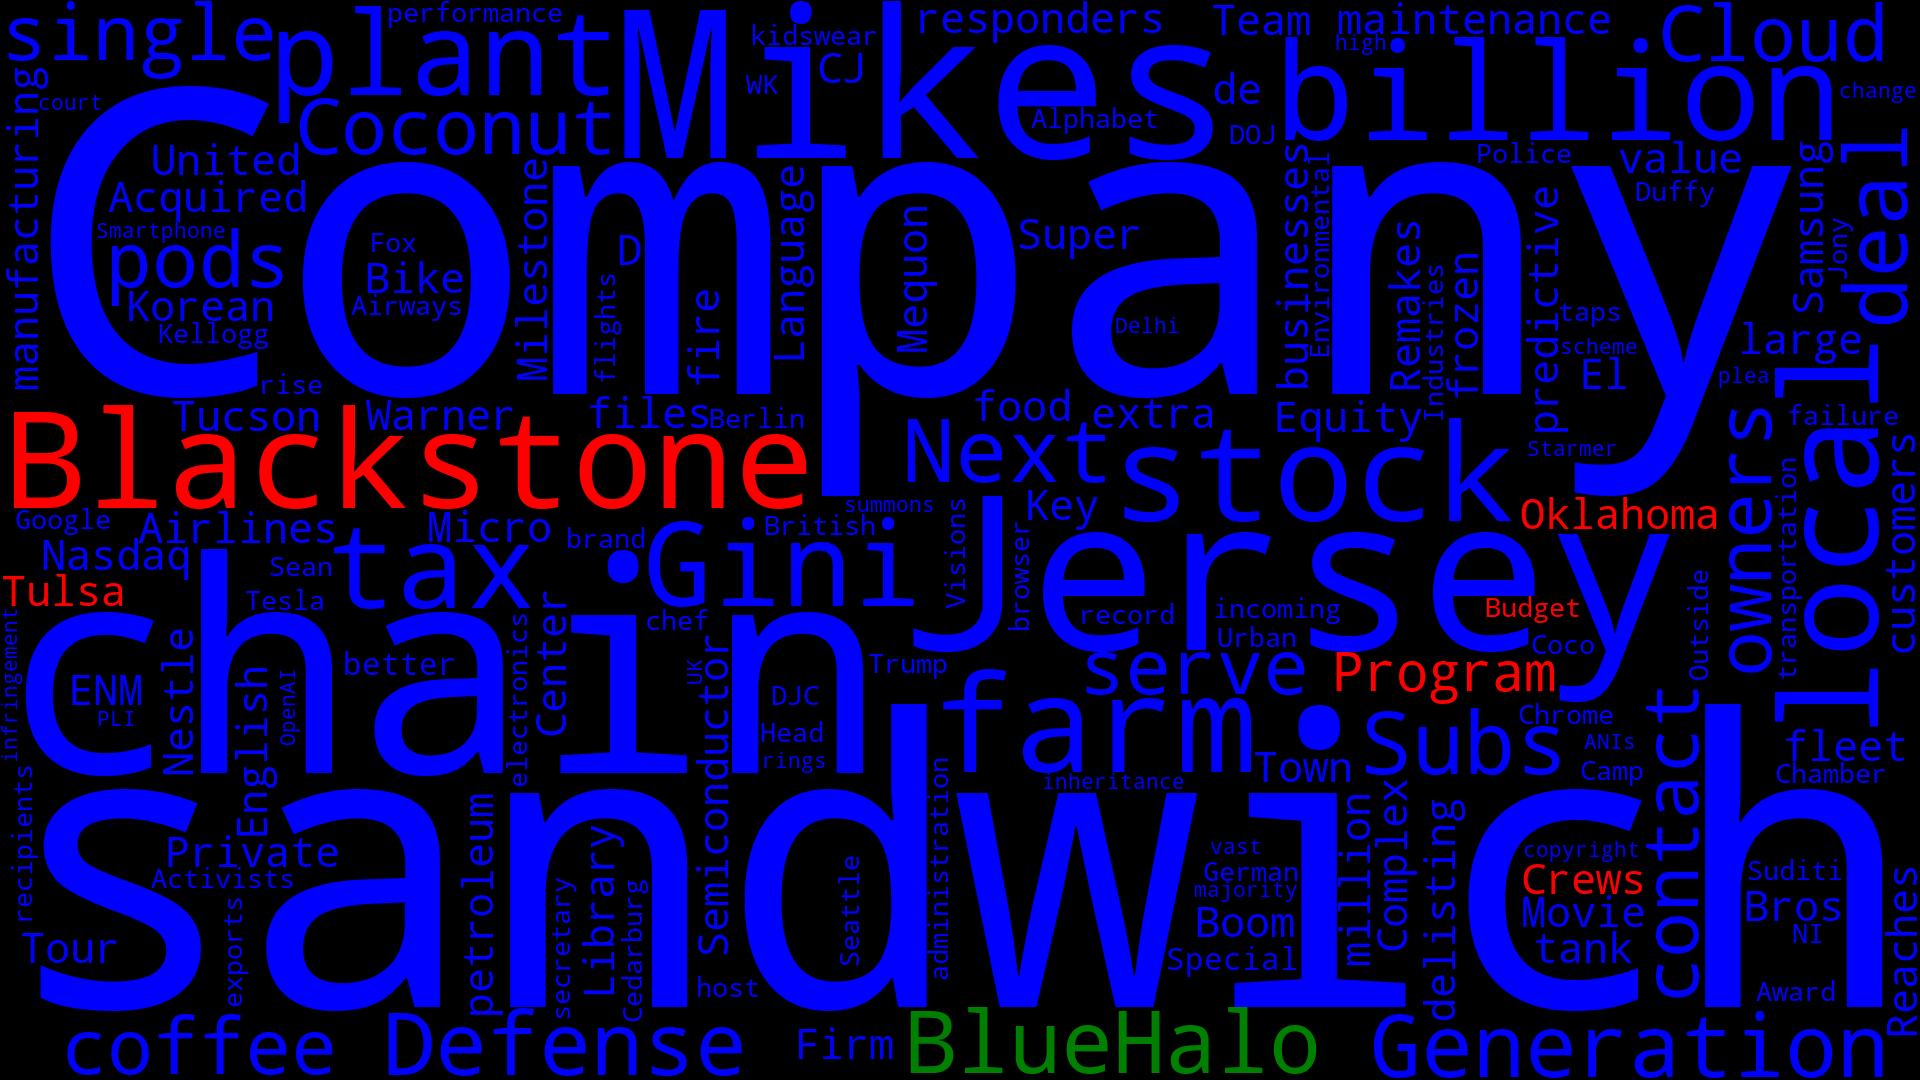 single
plant
performance
Mikes
kidswear
WK
CJ
responders
Team
maintenance
high
Cloud
billion
de
DOJ
Alphabet
change
court
manufacturing
Coconut
Company
United
Acquired
Smartphone
pods
Korean
Kellogg
Fox
Bike
Airways
Milestone
D
flights
fire
Language
Mequon
Super
Delhi
businesses
Environmental
Remakes
Industries
frozen
predictive
Police
value
Duffy
Samsung
Jony
deal
taps
scheme
El
large
plea
rise
Tucson
Warner
files
Berlin
food
extra
Equity
Starmer
owners
local
failure
customers
transportation
Blackstone
Next
stock
Oklahoma
Google
Airlines
Nasdaq
Micro
brand
summons
British
Key
Visions
browser
Tulsa
Sean
Tesla
tax
Gini
Jersey
record
incoming
Urban
Budget
Coco
Outside
infringement
chain
ENM
PLI
Nestle
English
OpenAI
better
electronics
Center
chef
UK
Semiconductor
DJC
Head
rings
Trump
serve
Program
farm
Town
Subs
Chrome
ANIs
Camp
contact
fleet
Chamber
inheritance
sandwich
recipients
Private
Activists
exports
Tour
petroleum
secretary
Library
Cedarburg
host
Seattle
administration
vast
German
majority
Boom
Special
million
Complex
delisting
copyright
Crews
Movie
tank
Suditi
Bros
NI
Award
Reaches
coffee
Defense
Firm
BlueHalo
Generation